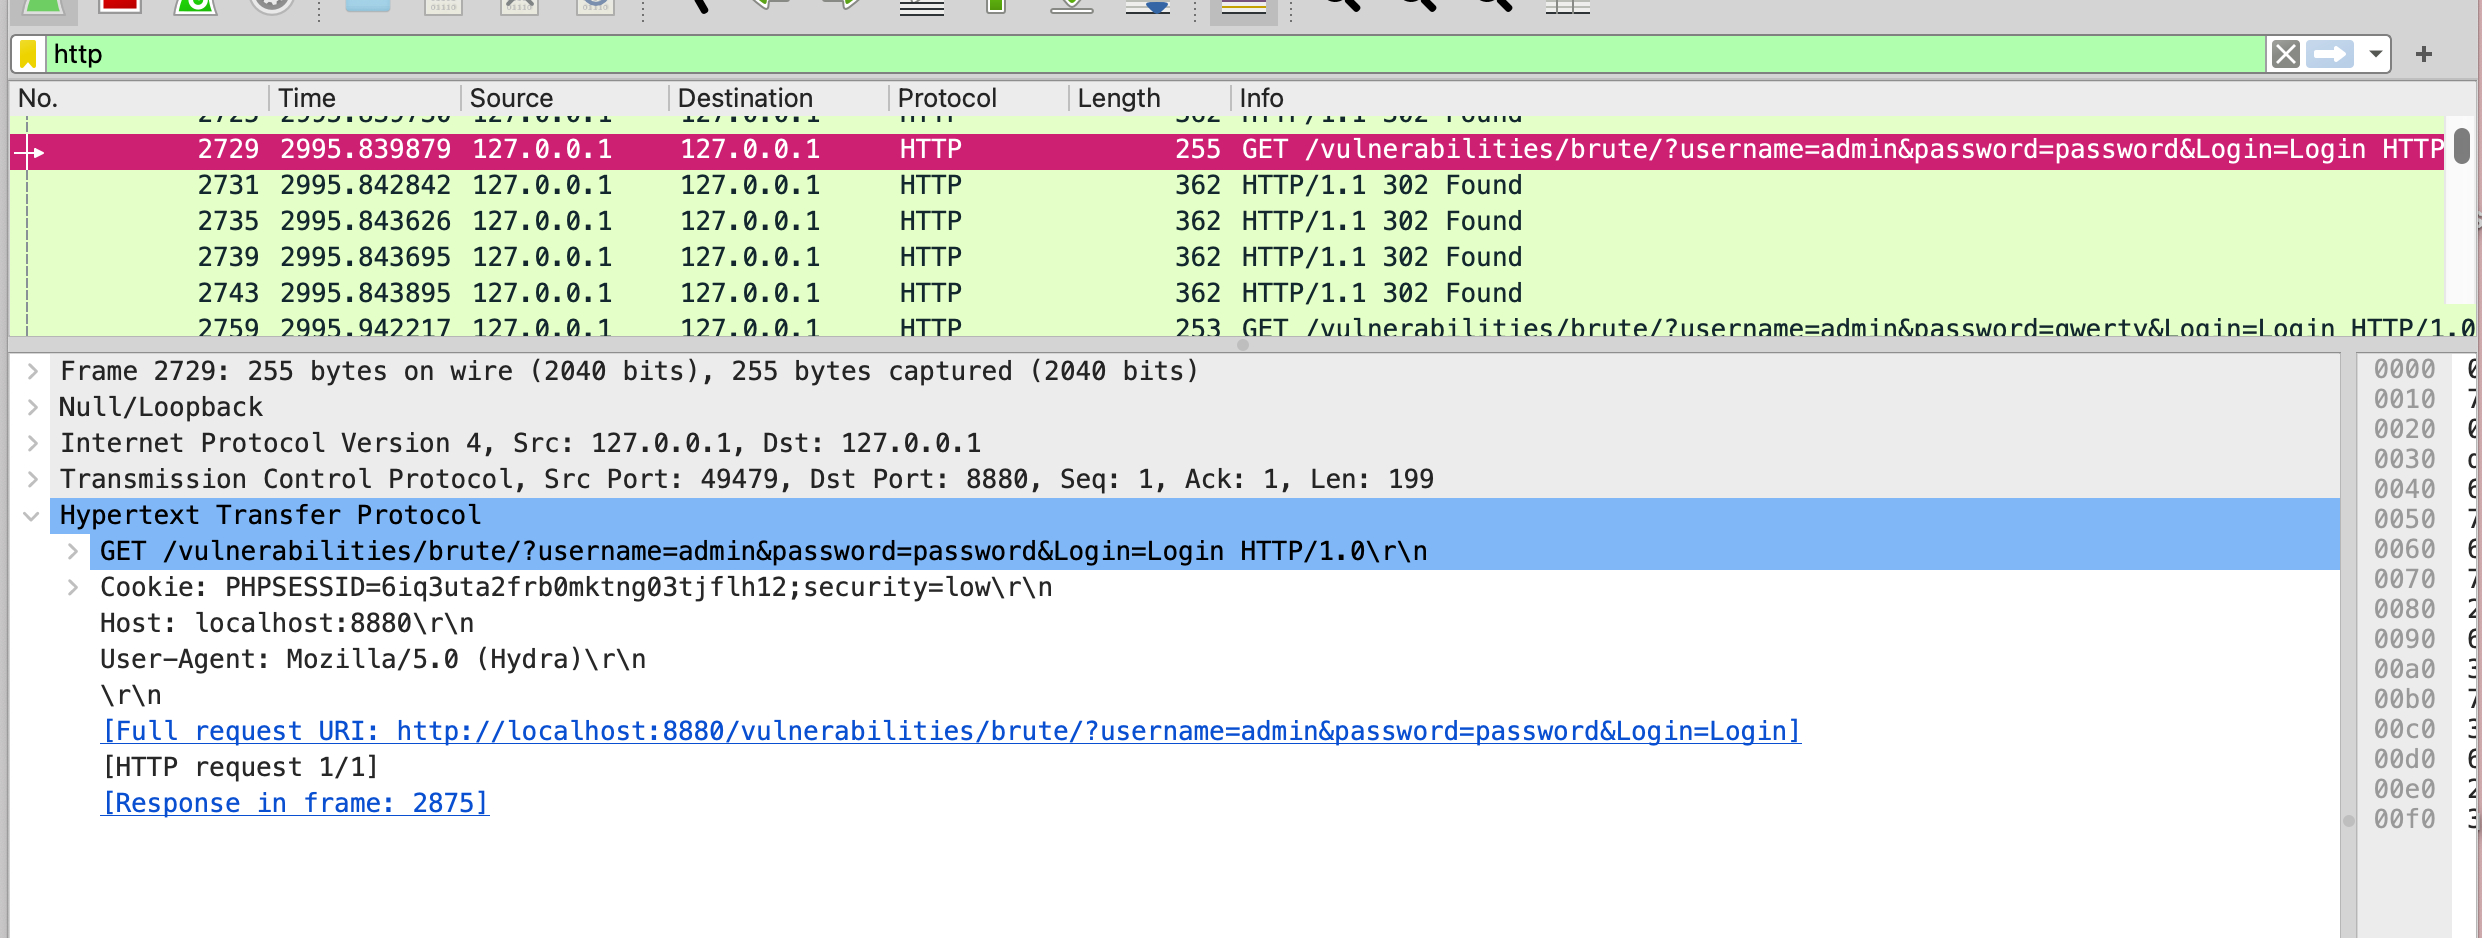 http
No. Time Source Destination Protocol Length Info
2729 2995.839879 127.0.0.1 127.0.0.1 HTTP 255 GET /vulnerabilities/brute/?username=admin&password=password&Login=Login HTTP
2731 2995.842842 127.0.0.1 127.0.0.1 HTTP 362 HTTP/1.1 302 Found
2735 2995.843626 127.0.0.1 127.0.0.1 HTTP 362 HTTP/1.1 302 Found
2739 2995.843695 127.0.0.1 127.0.0.1 HTTP 362 HTTP/1.1 302 Found
2743 2995.843895 127.0.0.1 127.0.0.1 HTTP 362 HTTP/1.1 302 Found
2759 2995.942217 127.0.0.1 127.0.0.1 HTTP 253 GET /vulnerabilities/brute/?username=admin&password=qwerty&Login=Login HTTP/1.0
Frame 2729: 255 bytes on wire (2040 bits), 255 bytes captured (2040 bits)
Null/Loopback
Internet Protocol Version 4, Src: 127.0.0.1, Dst: 127.0.0.1
Transmission Control Protocol, Src Port: 49479, Dst Port: 8880, Seq: 1, Ack: 1, Len: 199
Hypertext Transfer Protocol
GET /vulnerabilities/brute/?username=admin&password=password&Login=Login HTTP/1.0\r\n
Cookie: PHPSESSID=6iq3uta2frb0mktng03tjflh12;security=low\r\n
Host: localhost:8880\r\n
User-Agent: Mozilla/5.0 (Hydra)\r\n
\r\n
[Full request URI: http://localhost:8880/vulnerabilities/brute/?username=admin&password=password&Login=Login]
[HTTP request 1/1]
[Response in frame: 2875]
0000
0010
0020
0030
0040
0050
0060
0070
0080
0090
00a0
00b0
00c0
00d0
00e0
00f0